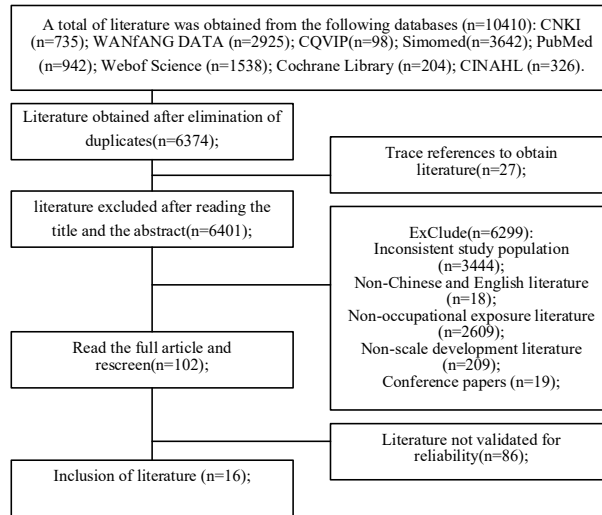 A total of literature was obtained from the following databases (n=10410): CNKI
(n=735); WANfANG DATA (n=2925); CQVIP(n=98); Simomed(n=3642); PubMed
(n=942); Webof Science (n=1538); Cochrane Library (n=204); CINAHL (n=326).
Literature obtained after elimination of
duplicates(n=6374);
Trace references to obtain
literature(n=27);
literature excluded after reading the
title and the abstract(n=6401);
ExClude(n=6299):
Inconsistent study population
(n=3444);
Non-Chinese and English literature
(n=18);
Non-occupational exposure literature
(n=2609);
Non-scale development literature
(n=209);
Conference papers (n=19);
Read the full article and
rescreen(n=102);
Literature not validated for
reliability(n=86);
Inclusion of literature (n=16);